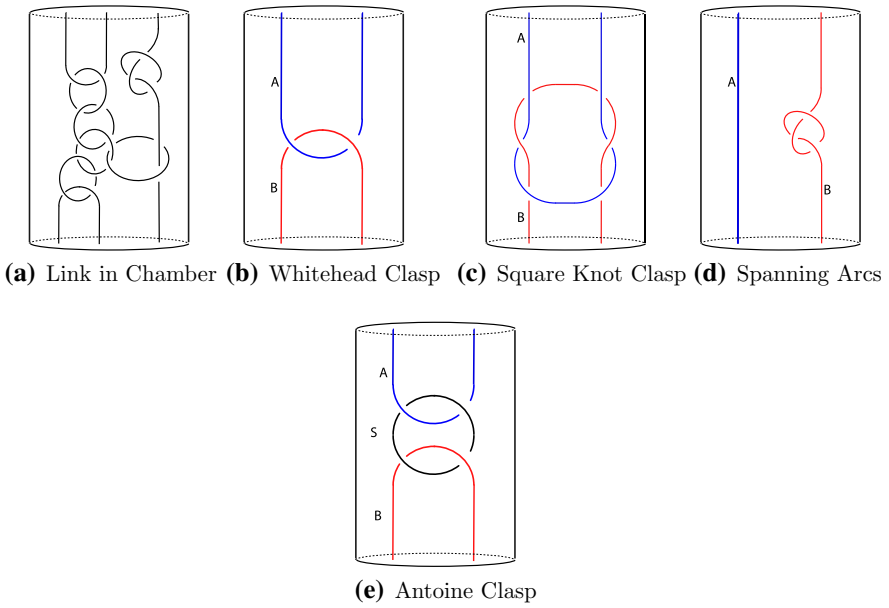 A
B
A
B
A
B
(a) Link in Chamber (b) Whitehead Clasp (c) Square Knot Clasp (d) Spanning Arcs
A
S
B
(e) Antoine Clasp